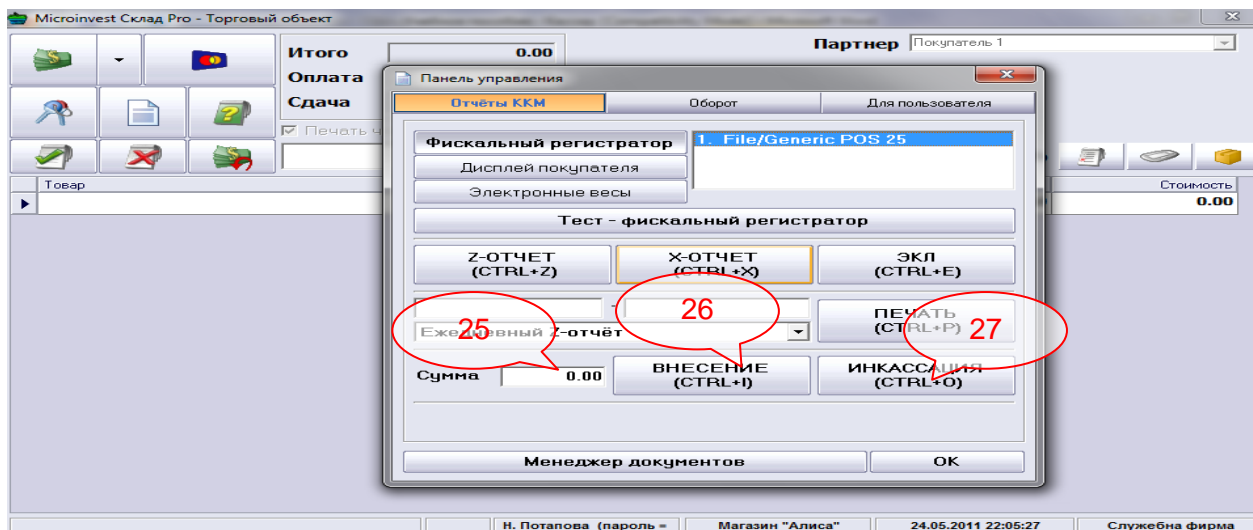 Microinvest Склад Pro - Торговый объект
Итого 0.00
Партнер Покупатель 1
Оплата
Сдача
Печать ч
Панель управления
Отчёты ККМ Оборот Для пользователя
Фискальный регистратор
1. File/Generic POS 25
Дисплей покупателя
Электронные весы
Тест - фискальный регистратор
Товар
Стоимость
0.00
Z-ОТЧЕТ
(CTRL+Z)
X-ОТЧЕТ
(CTRL+X)
ЭКЛ
(CTRL+E)
-
Ежедневный Z-отчёт
ПЕЧАТЬ
(CTRL+P)
25
26
27
Сумма 0.00
ВНЕСЕНИЕ
(CTRL+I)
ИНКАССАЦИЯ
(CTRL+O)
Менеджер документов
OK
Н. Потапова (пароль = Магазин "Алиса" 24.05.2011 22:05:27 Служебна фирма